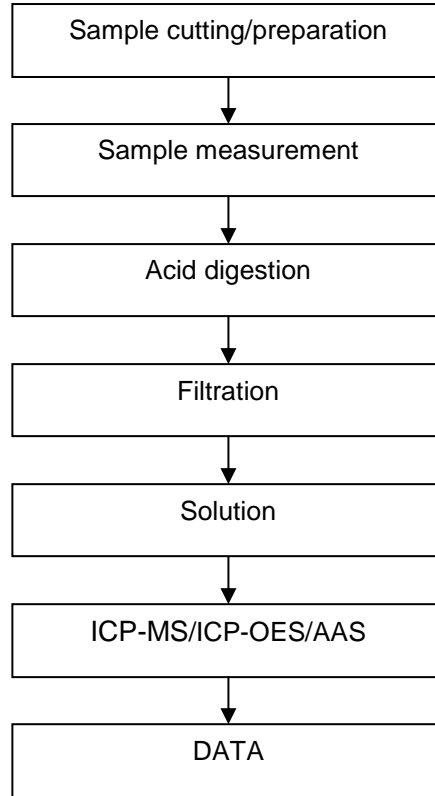 Sample cutting/preparation
Sample measurement
Acid digestion
Filtration
Solution
ICP-MS/ICP-OES/AAS
DATA